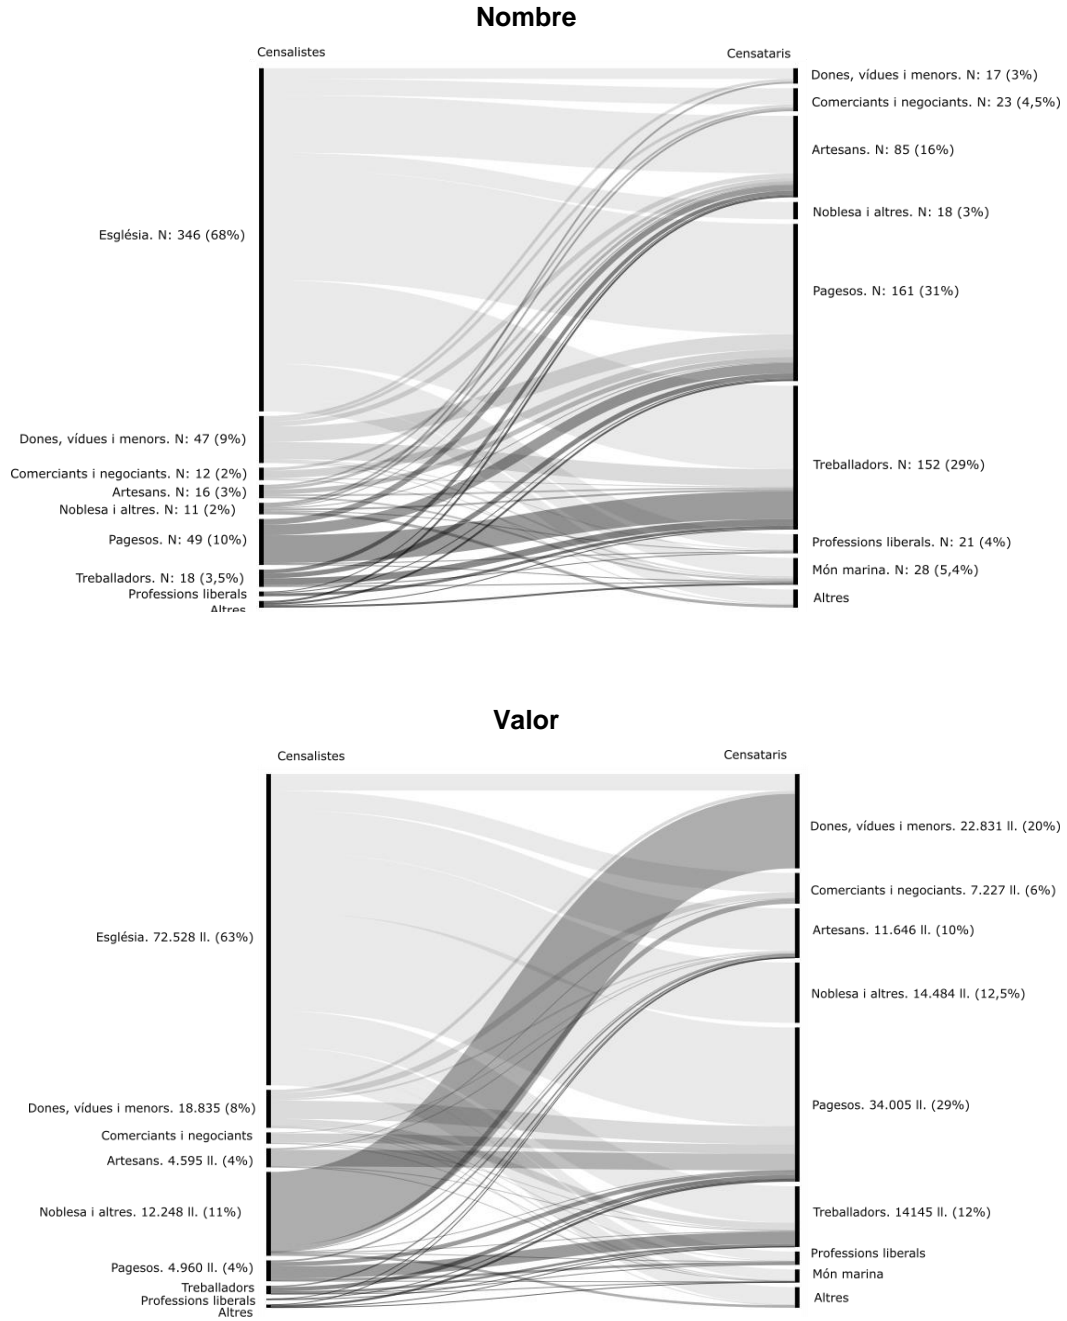 Nombre
Censalistes
Censataris
Dones, vídues i menors. N: 17 (3%)
Comerciants i negociants. N: 23 (4,5%)
Artesans. N: 85 (16%)
Noblesa i altres. N: 18 (3%)
Església. N: 346 (68%)
Pagesos. N: 161 (31%)
Dones, vídues i menors. N: 47 (9%)
Treballadors. N: 152 (29%)
Comerciants i negociants. N: 12 (2%)
Artesans. N: 16 (3%)
Noblesa i altres. N: 11 (2%)
Pagesos. N: 49 (10%)
Professions liberals. N: 21 (4%)
Treballadors. N: 18 (3,5%)
Món marina. N: 28 (5,4%)
Professions liberals
Altres
Altres
Valor
Censalistes
Censataris
Dones, vídues i menors. 22.831 ll. (20%)
Comerciants i negociants. 7.227 ll. (6%)
Artesans. 11.646 ll. (10%)
Església. 72.528 ll. (63%)
Noblesa i altres. 14.484 ll. (12,5%)
Pagesos. 34.005 ll. (29%)
Dones, vídues i menors. 18.835 (8%)
Comerciants i negociants
Artesans. 4.595 ll. (4%)
Noblesa i altres. 12.248 ll. (11%)
Treballadors. 14145 ll. (12%)
Professions liberals
Pagesos. 4.960 ll. (4%)
Món marina
Treballadors
Altres
Professions liberals
Altres